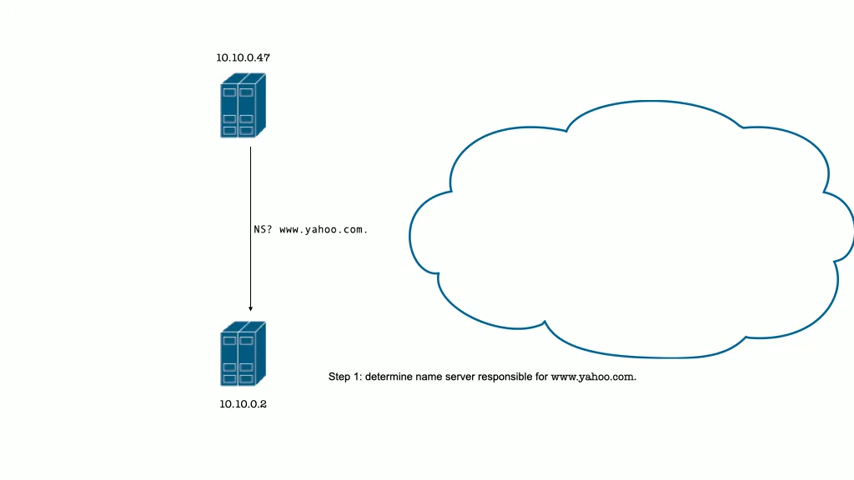 10.10.0.47
NS? www.yahoo.com.
Step 1: determine name server responsible for www.yahoo.com.
10.10.0.2